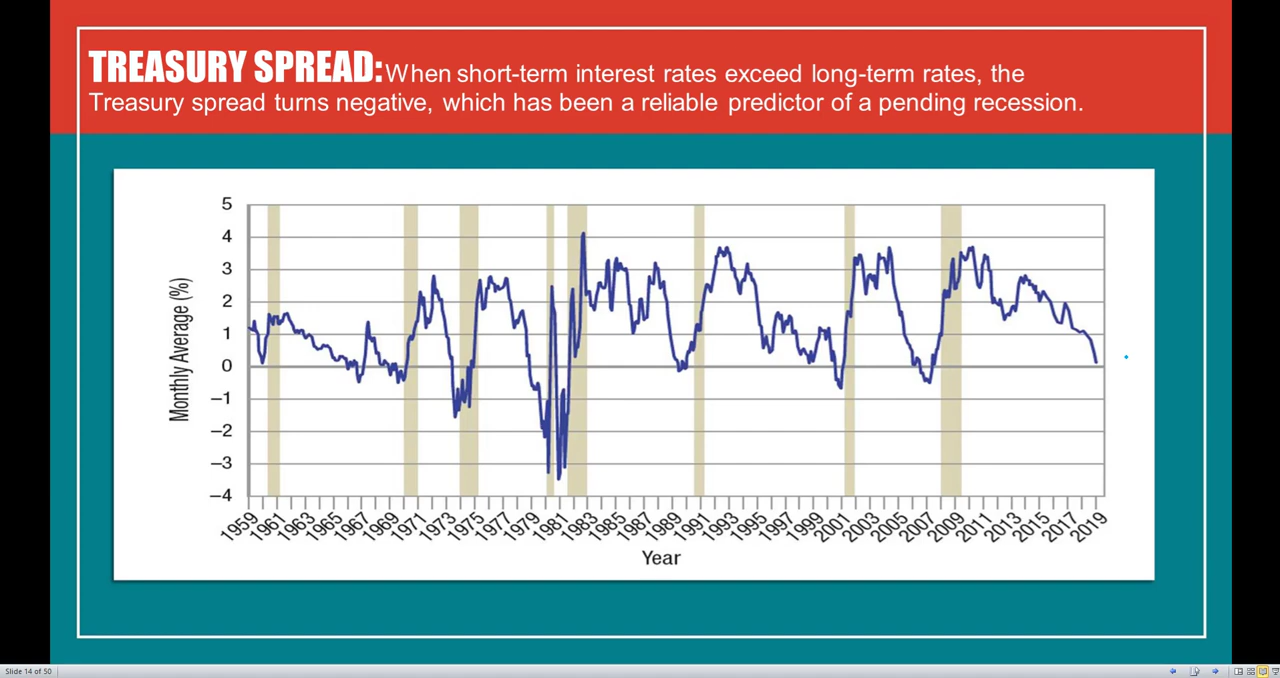 TREASURY SPREAD: When short-term interest rates exceed long-term rates, the
Treasury spread turns negative, which has been a reliable predictor of a pending recession.
5
4
3
2
1
0
–1
–2
–3
–4
Monthly Average (%)
1959 1961 1963 1965 1967 1969 1971 1973 1975 1977 1979 1981 1983 1985 1987 1989 1991 1993 1995 1997 1999 2001 2003 2005 2007 2009 2011 2013 2015 2017 2019
Year
Slide 14 of 50